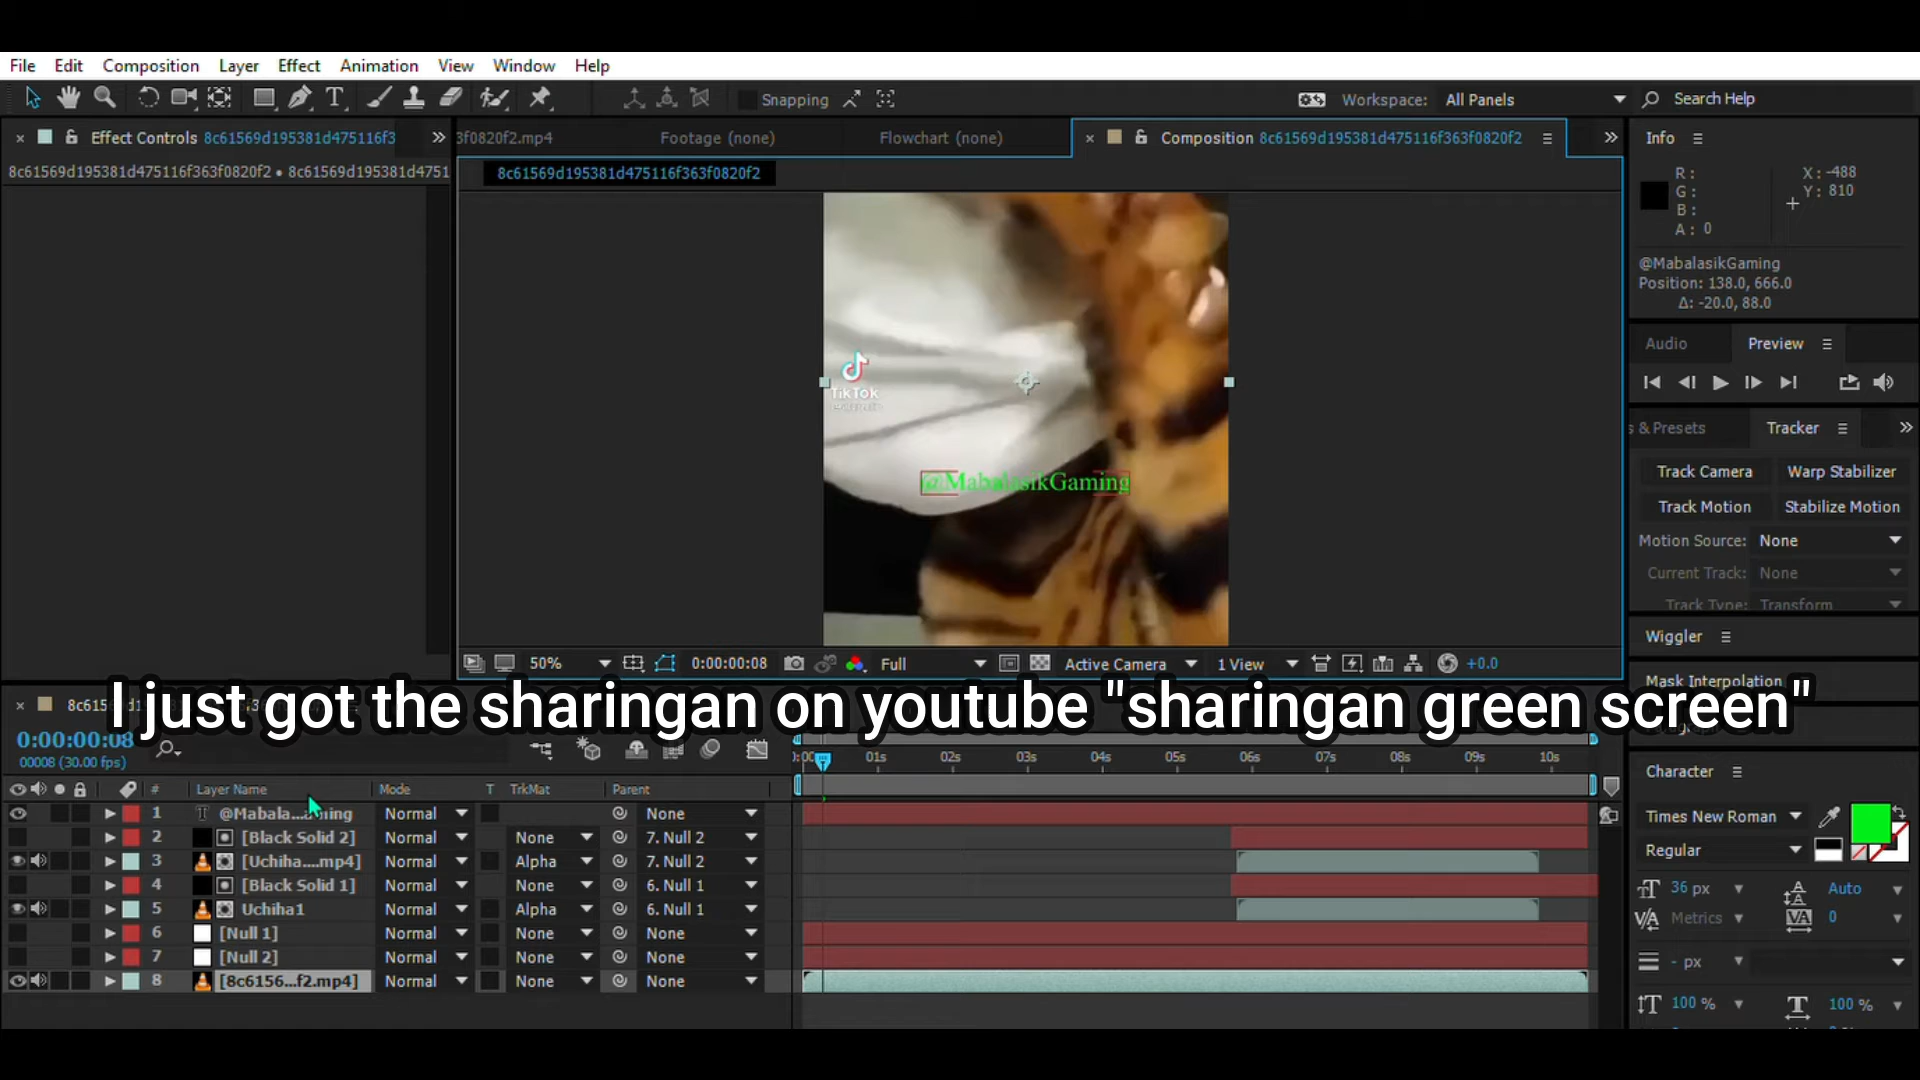 File Edit Composition Layer Effect Animation View Window Help
Snapping
Workspace: All Panels
Search Help
Effect Controls 8c61569d195381d475116f3
3f0820f2.mp4
Footage (none)
Flowchart (none)
Composition 8c61569d195381d475116f363f0820f2
Info
8c61569d195381d475116f363f0820f2 • 8c61569d195381d4751
8c61569d195381d475116f363f0820f2
R :
G :
B :
A : 0
X : -488
Y : 810
@MabalasikGaming
Position: 138.0, 666.0
Δ: -20.0, 88.0
Audio
Preview
TikTok
@MabalasikGaming
s & Presets
Tracker
Track Camera
Warp Stabilizer
Track Motion
Stabilize Motion
Motion Source: None
Current Track: None
Track Type: Transform
Wiggler
Mask Interpolation
50%
0:00:00:08
Full
Active Camera
1 View
+0.0
I just got the sharingan on youtube "sharingan green screen"
0:00:00:08
00008 (30.00 fps)
01s 02s 03s 04s 05s 06s 07s 08s 09s 10s
# Layer Name Mode T TrkMat Parent
1 @Mabala...aming Normal None
2 [Black Solid 2] Normal None 7. Null 2
3 [Uchiha....mp4] Normal Alpha 7. Null 2
4 [Black Solid 1] Normal None 6. Null 1
5 Uchiha1 Normal Alpha 6. Null 1
6 [Null 1] Normal None None
7 [Null 2] Normal None None
8 [8c6156...f2.mp4] Normal None None
Character
Times New Roman
Regular
36 px
Auto
Metrics
0
- px
100 %
100 %